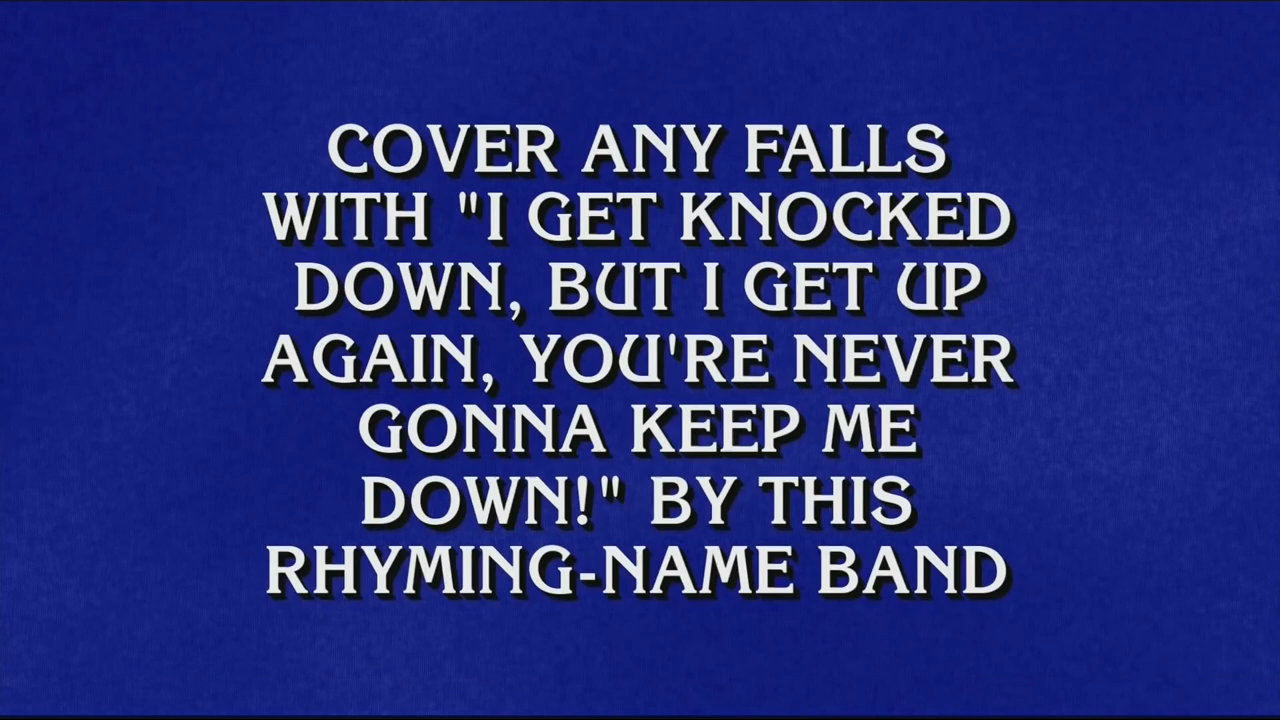 COVER ANY FALLS
WITH "I GET KNOCKED
DOWN, BUT I GET UP
AGAIN, YOU'RE NEVER
GONNA KEEP ME
DOWN!" BY THIS
RHYMING-NAME BAND